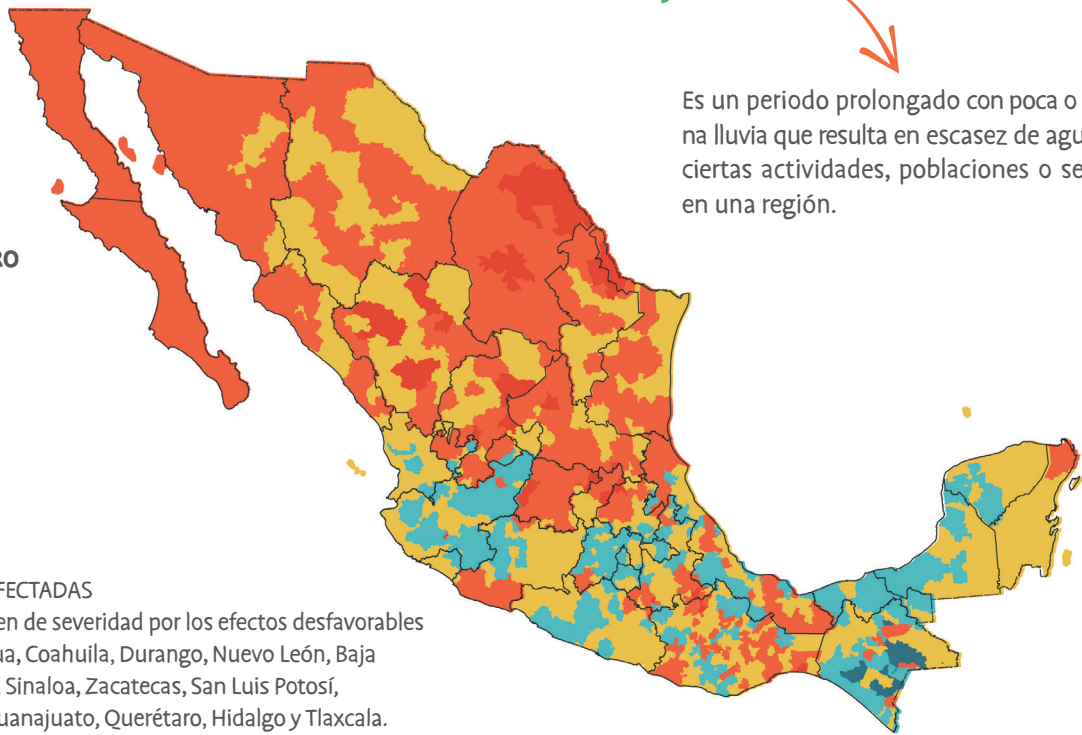 Es un periodo prolongado con poca o
na lluvia que resulta en escasez de agu
ciertas actividades, poblaciones o se
en una región.
RO
FECTADAS
en de severidad por los efectos desfavorables
ua, Coahuila, Durango, Nuevo León, Baja
Sinaloa, Zacatecas, San Luis Potosí,
uanajuato, Querétaro, Hidalgo y Tlaxcala.